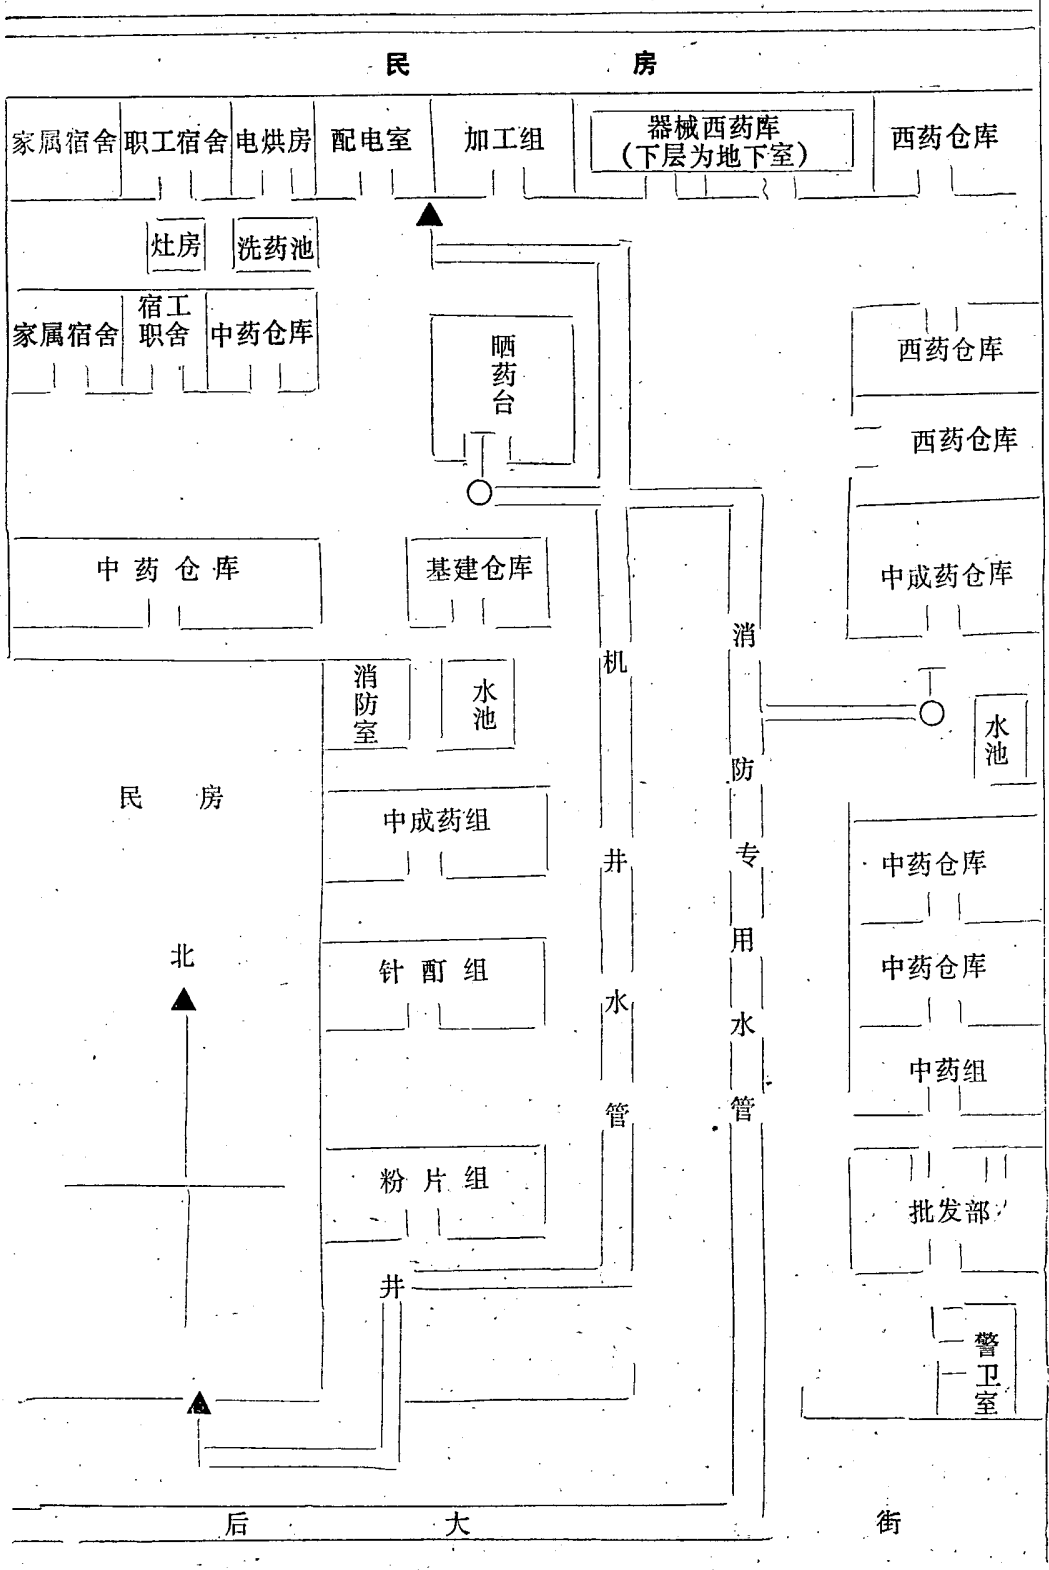 民 房
家属宿舍 职工宿舍 电烘房 配电室 加工组 器械西药库 西药仓库
(下层为地下室)
灶房 洗药池
家属宿舍 宿工 中药仓库
职舍
晒药台
西药仓库
西药仓库
中药仓库 基建仓库 中成药仓库
消防室 水池
水池
机井水管
消防专用水管
民 房
中成药组
中药仓库
北
针酊组
中药仓库
中药组
粉片组
批发部
井
警卫室
后 大 街